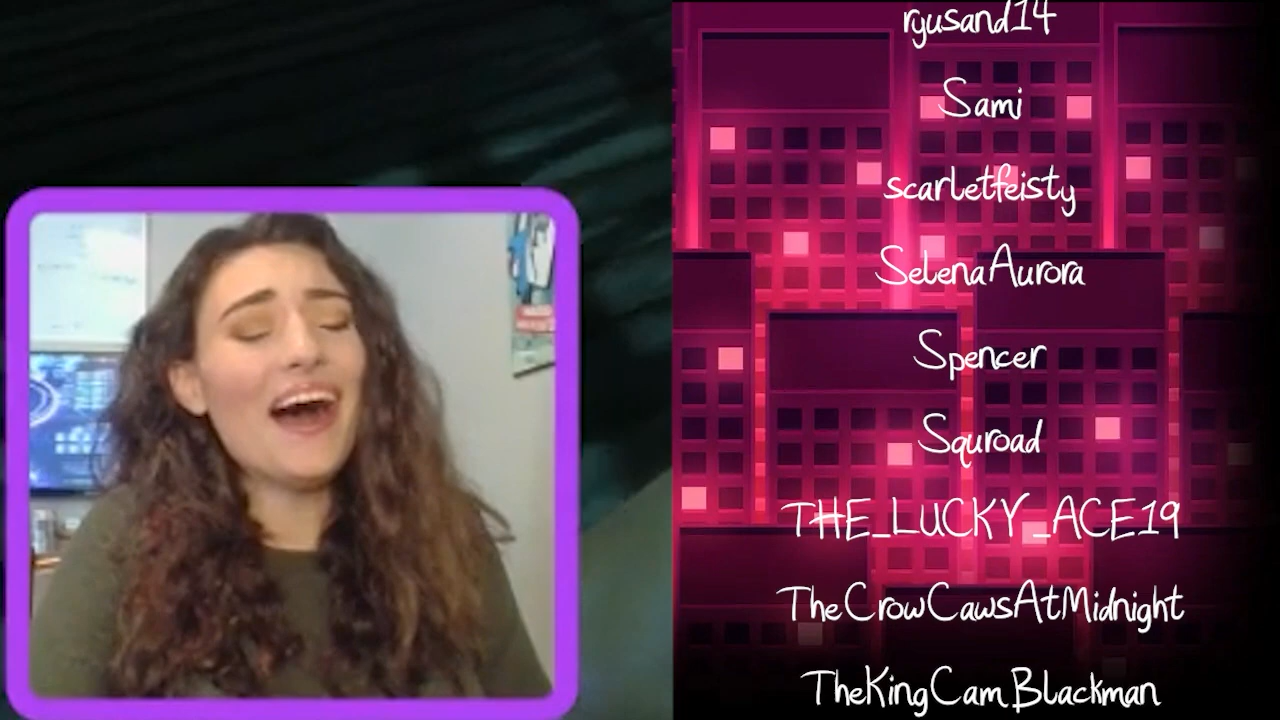 ryusand14
Sami
scarletfeisty
SelenaAurora
Spencer
Squroad
THE_LUCKY_ACE19
TheCrowCawsAtMidnight
TheKingCamBlackman